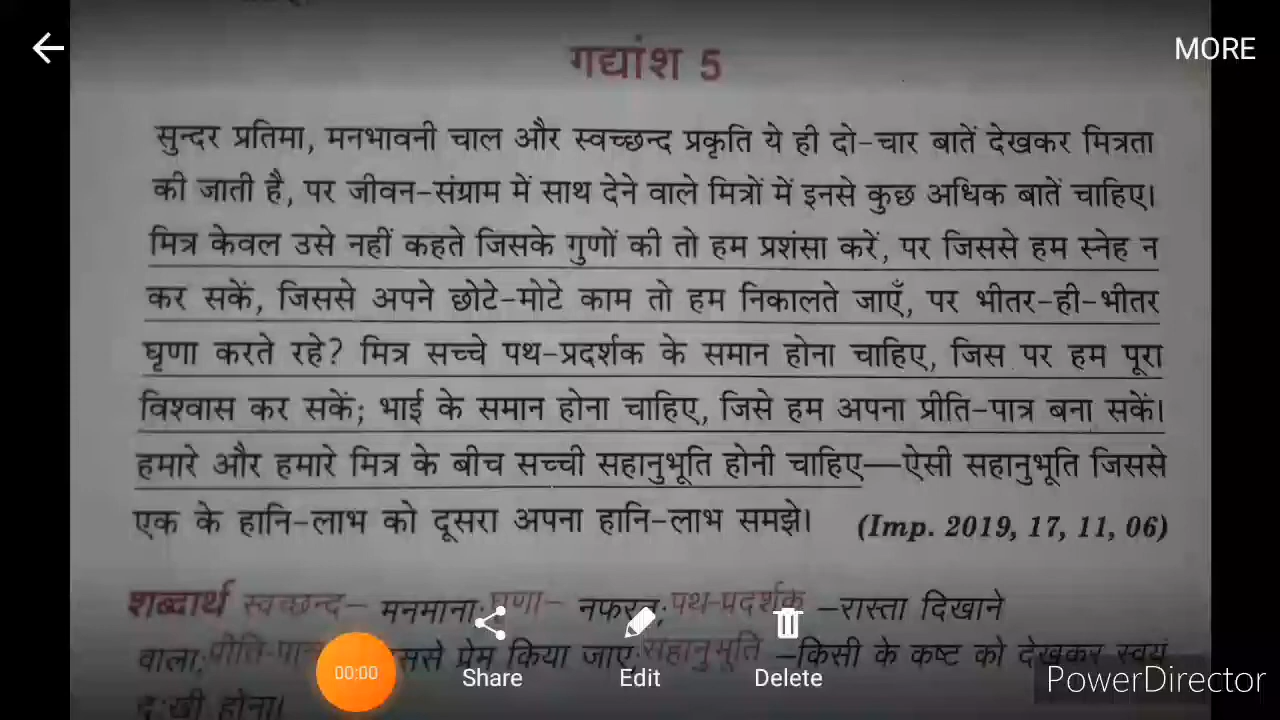 MORE
गद्यांश 5
सुन्दर प्रतिमा, मनभावनी चाल और स्वच्छन्द प्रकृति ये ही दो-चार बातें देखकर मित्रता
की जाती है, पर जीवन-संग्राम में साथ देने वाले मित्रों में इनसे कुछ अधिक बातें चाहिए।
मित्र केवल उसे नहीं कहते जिसके गुणों की तो हम प्रशंसा करें, पर जिससे हम स्नेह न
कर सकें, जिससे अपने छोटे-मोटे काम तो हम निकालते जाएँ, पर भीतर-ही-भीतर
घृणा करते रहे? मित्र सच्चे पथ-प्रदर्शक के समान होना चाहिए, जिस पर हम पूरा
विश्वास कर सकें; भाई के समान होना चाहिए, जिसे हम अपना प्रीति-पात्र बना सकें।
हमारे और हमारे मित्र के बीच सच्ची सहानुभूति होनी चाहिए—ऐसी सहानुभूति जिससे
एक के हानि-लाभ को दूसरा अपना हानि-लाभ समझे। (Imp. 2019, 17, 11, 06)
शब्दार्थ स्वच्छन्द– मनमाना; घृणा– नफरत; पथ-प्रदर्शक –रास्ता दिखाने
वाला; प्रेम किया जाए; सहानुभूति –किसी के कष्ट को देखकर स्वयं
दुःखी होना।
00:00
Share Edit Delete
PowerDirector